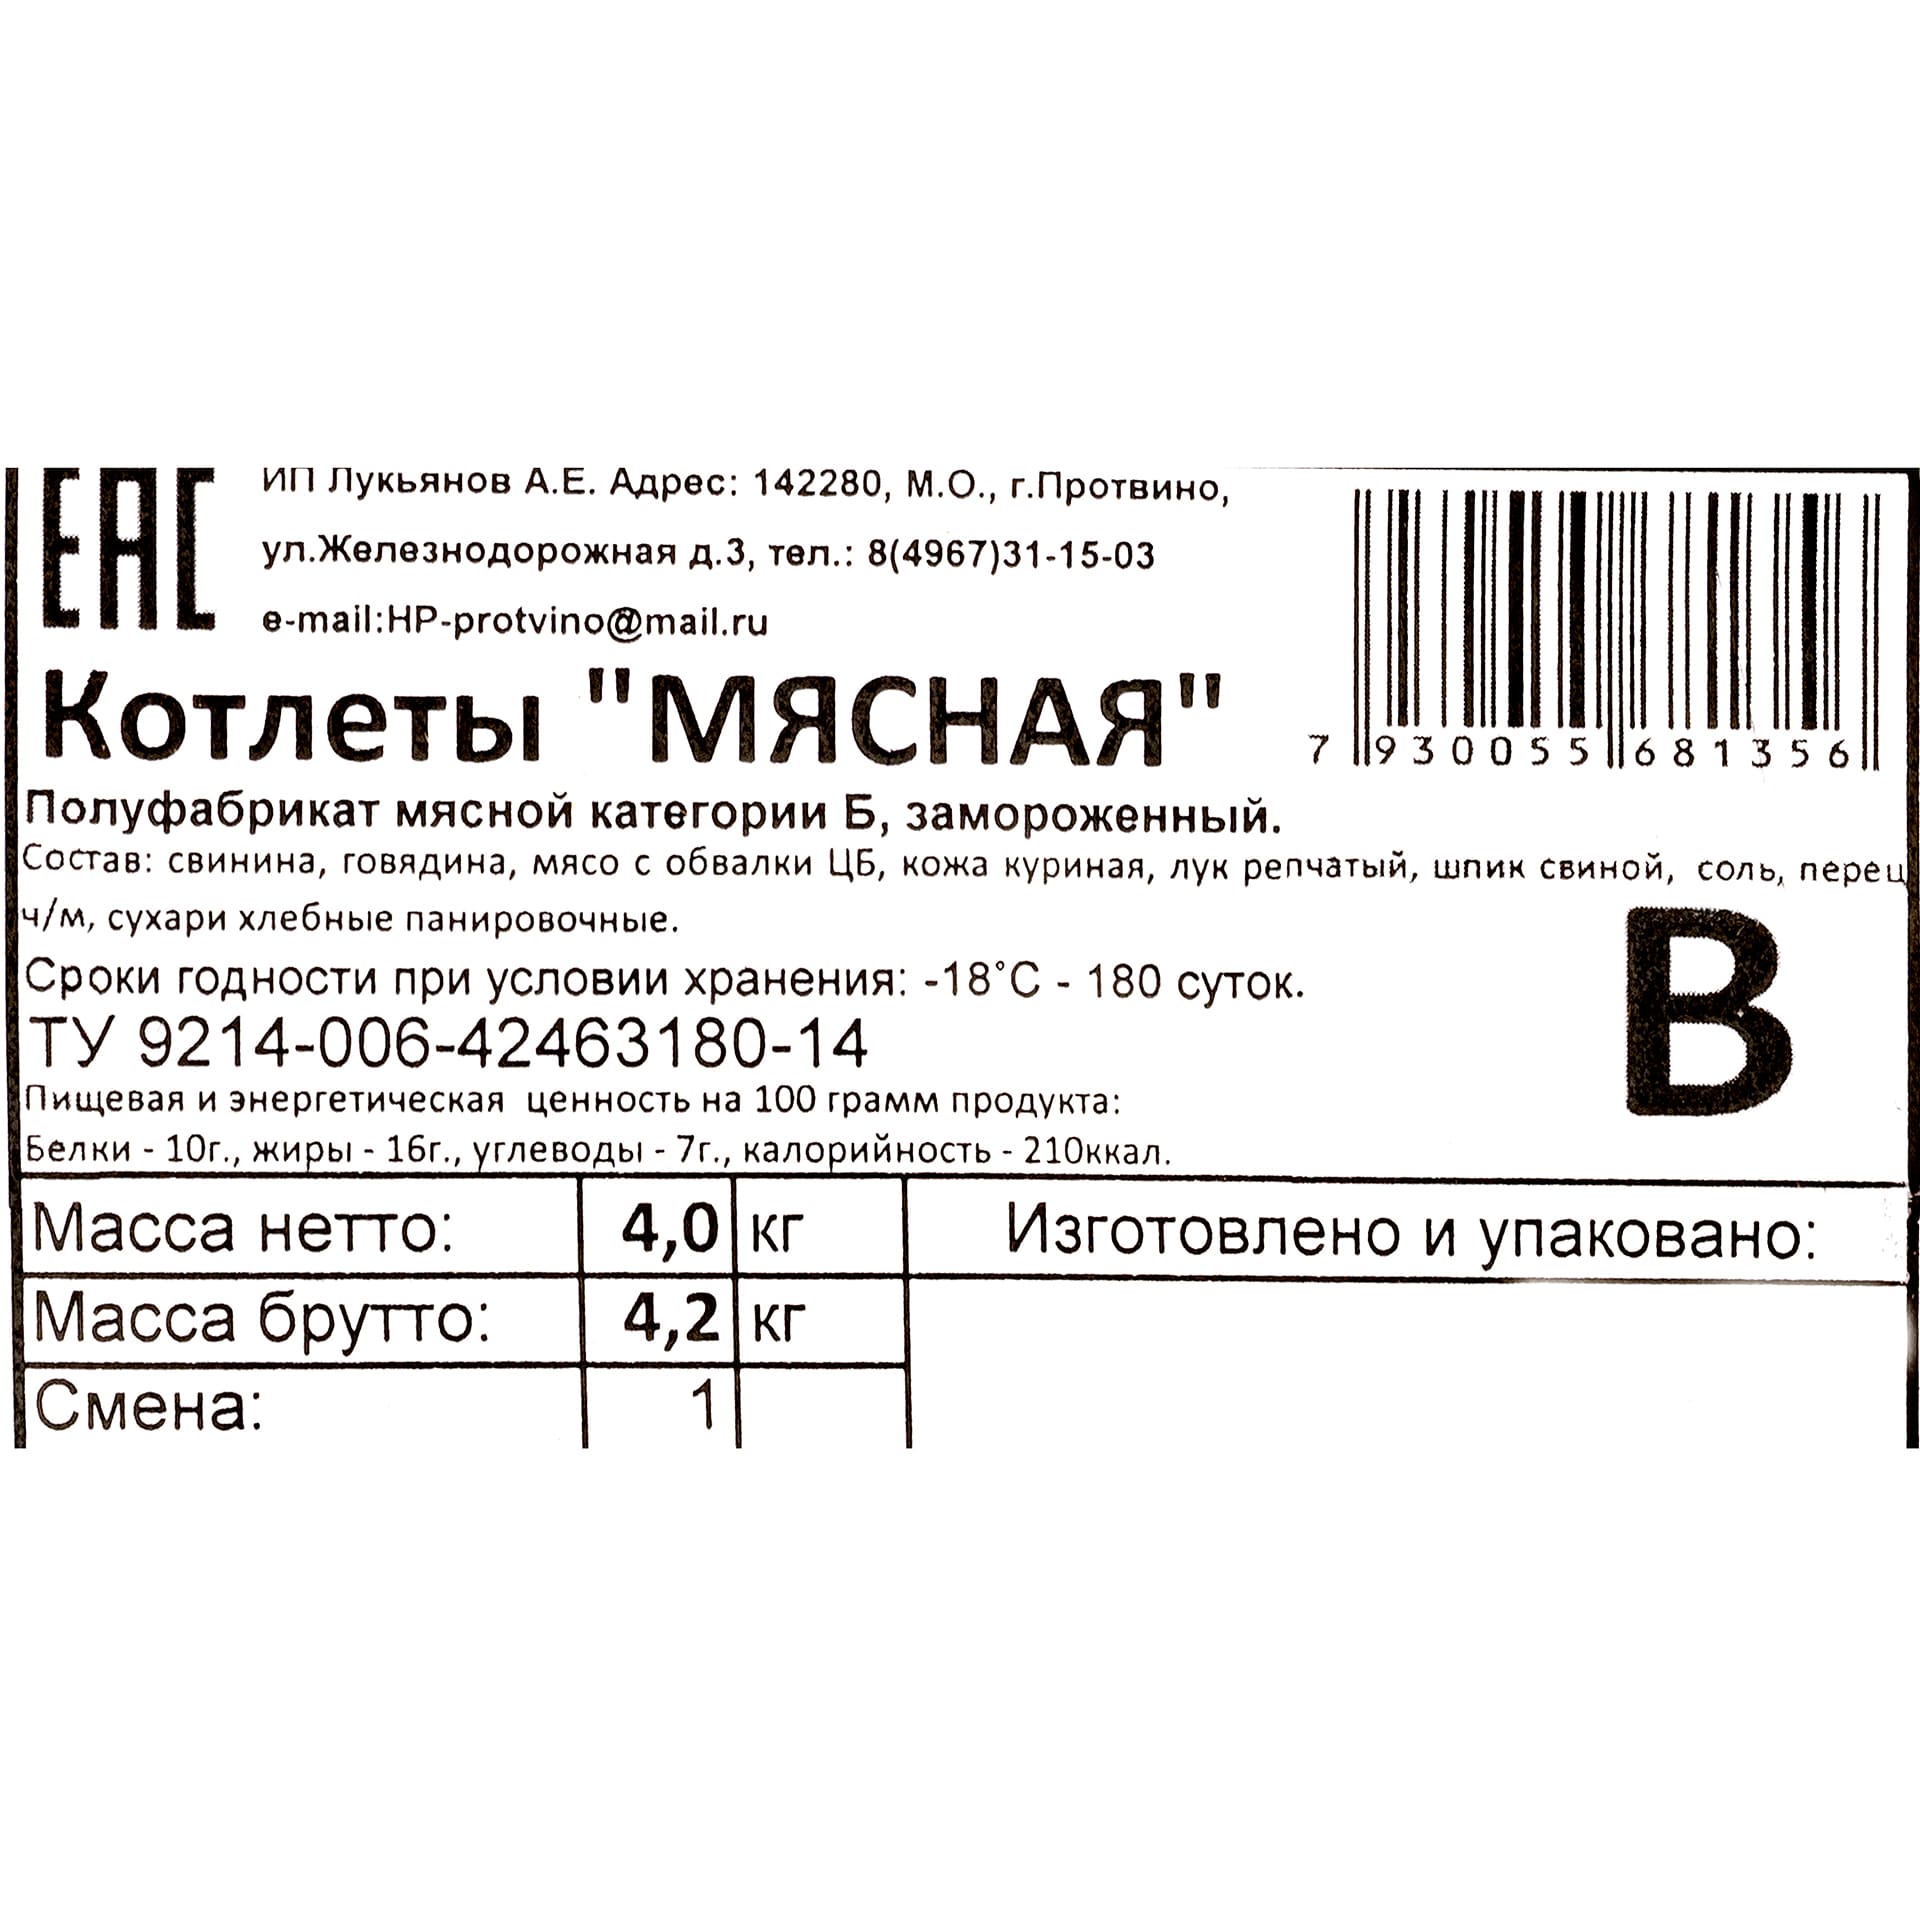 EAC
ИП Лукьянов А.Е. Адрес: 142280, М.О., г.Протвино,
ул.Железнодорожная д.3, тел.: 8(4967)31-15-03
e-mail:HP-protvino@mail.ru
Котлеты "МЯСНАЯ"
7 930055 681356
Полуфабрикат мясной категории Б, замороженный.
Состав: свинина, говядина, мясо с обвалки ЦБ, кожа куриная, лук репчатый, шпик свиной, соль, перец
ч/м, сухари хлебные панировочные.
В
Сроки годности при условии хранения: -18°С - 180 суток.
ТУ 9214-006-42463180-14
Пищевая и энергетическая ценность на 100 грамм продукта:
Белки - 10г., жиры - 16г., углеводы - 7г., калорийность - 210ккал.
Масса нетто: 4,0 кг Изготовлено и упаковано:
Масса брутто: 4,2 кг
Смена: 1